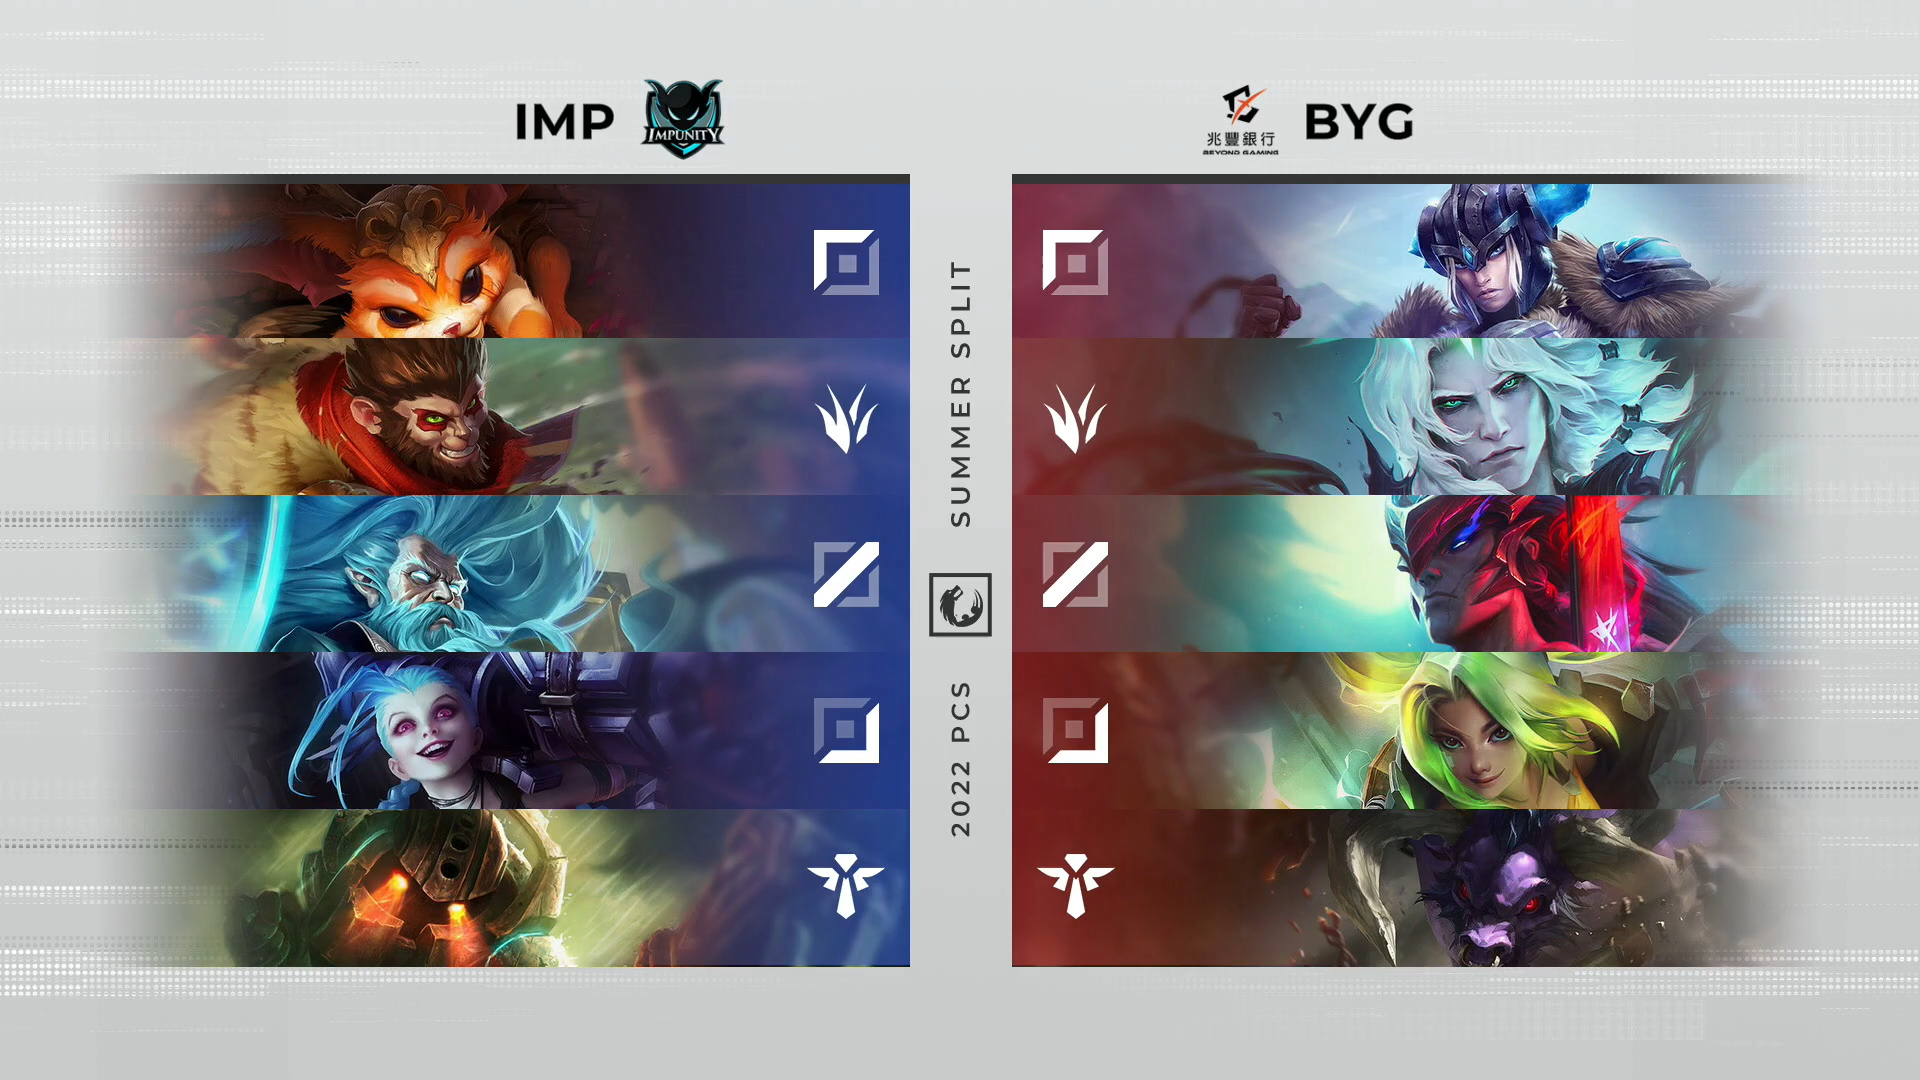 IMP
IMPUNITY
兆豐銀行
BEYOND GAMING
BYG
2022 PCS
SUMMER SPLIT